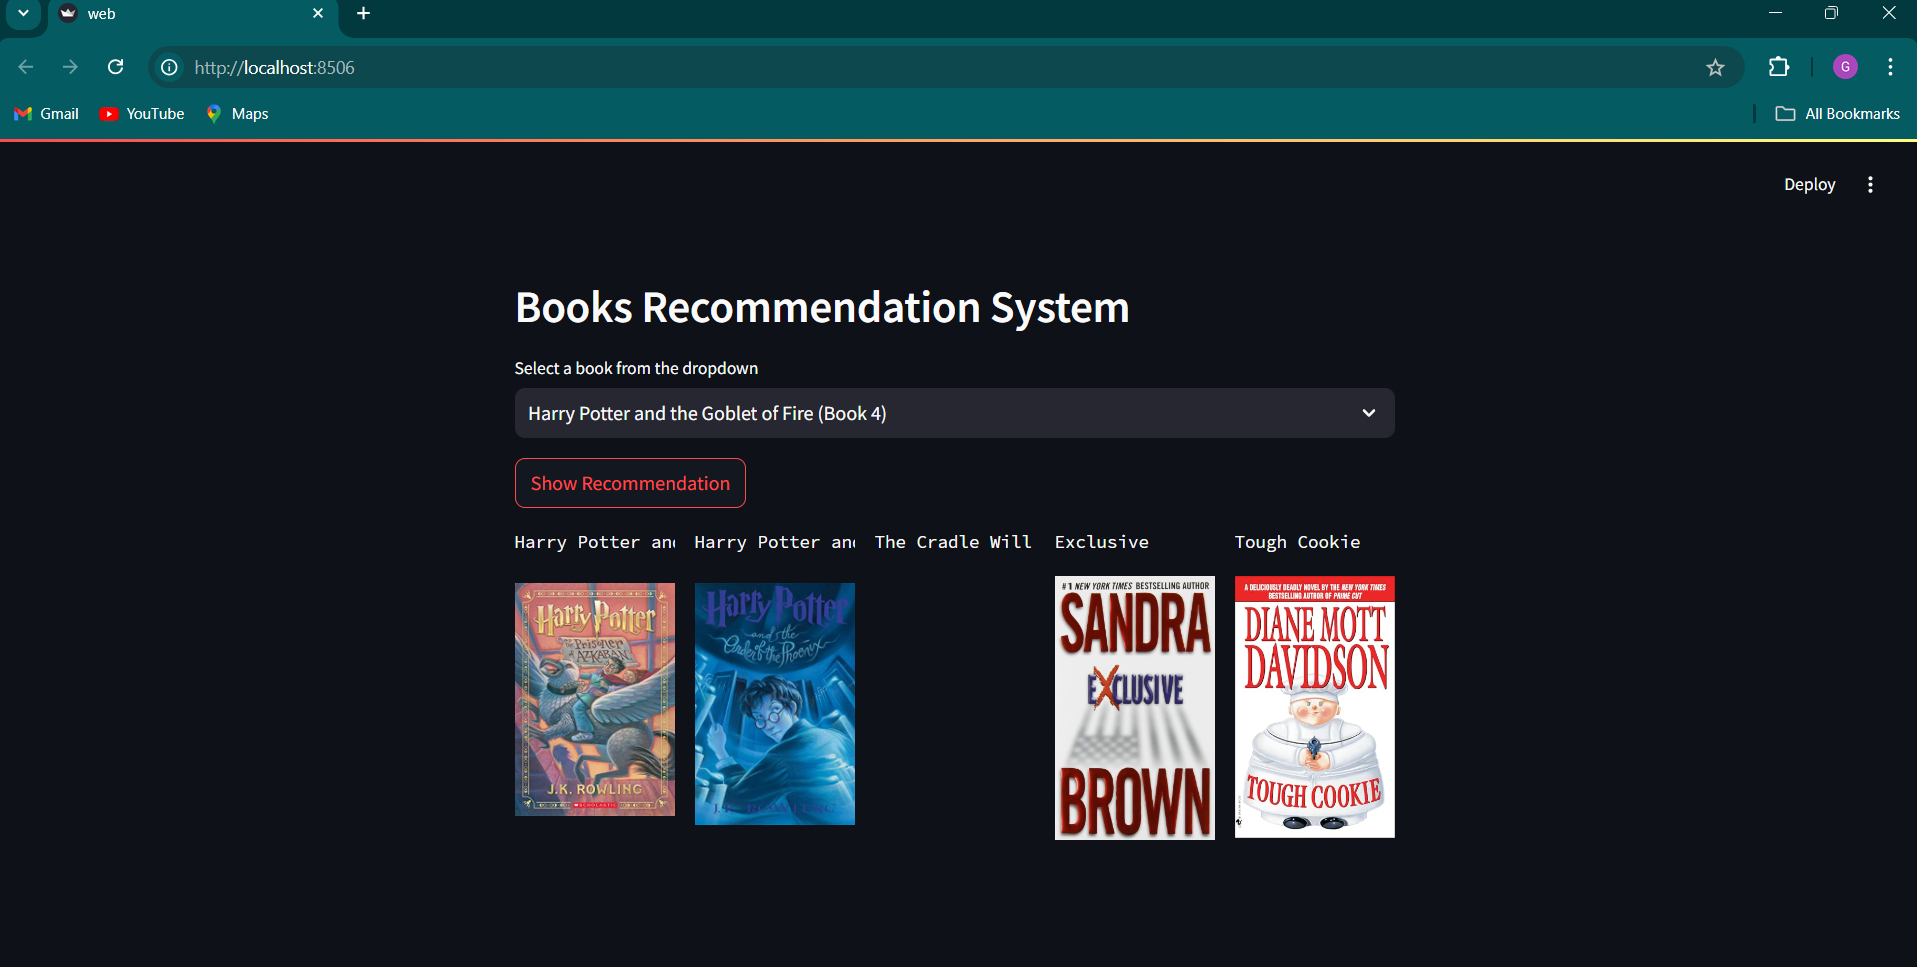 web
http://localhost:8506
G
Gmail
YouTube
Maps
All Bookmarks
Deploy
Books Recommendation System
Select a book from the dropdown
Harry Potter and the Goblet of Fire (Book 4)
Show Recommendation
Harry Potter and
Harry Potter and
The Cradle Will
Exclusive
Tough Cookie
Harry Potter
and the
Prisoner
of AZKABAN
J.K. ROWLING
SCHOLASTIC
Harry Potter
and the
Order of the Phoenix
J.K. ROWLING
#1 NEW YORK TIMES BESTSELLING AUTHOR
SANDRA
EXCLUSIVE
BROWN
A DELICIOUSLY DEADLY NOVEL BY THE NEW YORK TIMES
BESTSELLING AUTHOR OF PRIME CUT
DIANE MOTT
DAVIDSON
TOUGH COOKIE